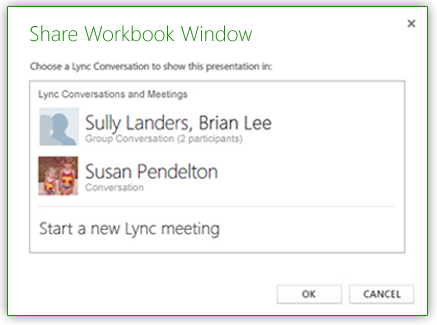 Share Workbook Window
Choose a Lync Conversation to show this presentation in:
Lync Conversations and Meetings
Sully Landers, Brian Lee
Group Conversation (2 participants)
Susan Pendelton
Conversation
Start a new Lync meeting
OK
CANCEL